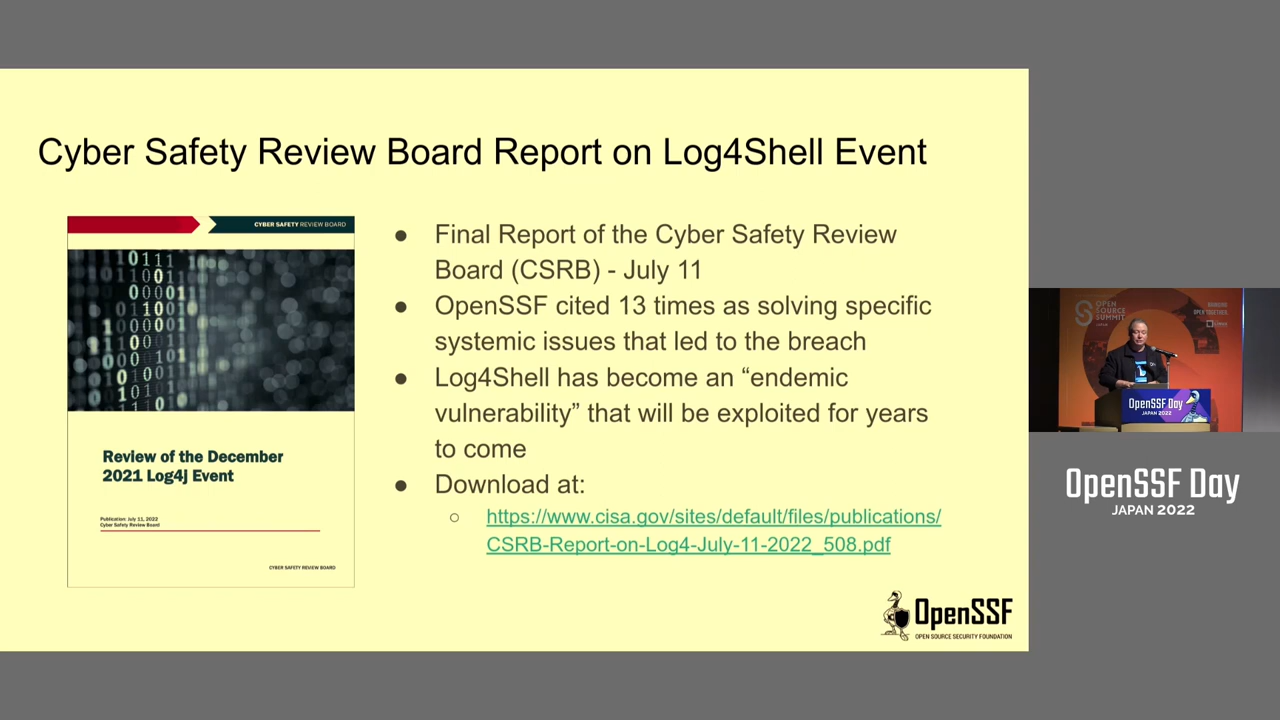 Cyber Safety Review Board Report on Log4Shell Event
CYBER SAFETY REVIEW BOARD
Review of the December
2021 Log4j Event
Publication: July 11, 2022
Cyber Safety Review Board
CYBER SAFETY REVIEW BOARD
● Final Report of the Cyber Safety Review
Board (CSRB) - July 11
● OpenSSF cited 13 times as solving specific
systemic issues that led to the breach
● Log4Shell has become an “endemic
vulnerability” that will be exploited for years
to come
● Download at:
○ https://www.cisa.gov/sites/default/files/publications/
CSRB-Report-on-Log4-July-11-2022_508.pdf
OpenSSF
OPEN SOURCE SECURITY FOUNDATION
OPEN
SOURCE
SUMMIT
JAPAN
OpenSSF Day
JAPAN 2022
OpenSSF Day
JAPAN 2022